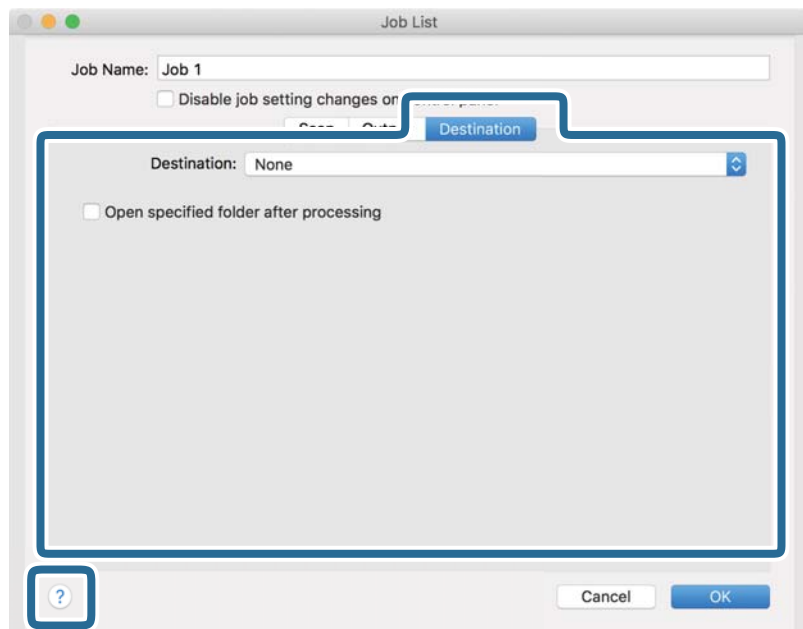 Job List
Job Name: Job 1
Disable job setting changes on
Destination
Destination: None
Open specified folder after processing
? Cancel OK